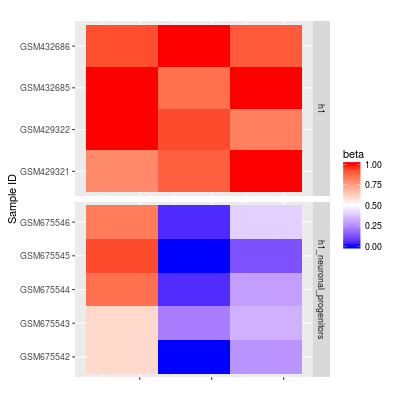 GSM432686
GSM432685
GSM429322
GSM429321
h1
GSM675546
GSM675545
GSM675544
GSM675543
GSM675542
h1_neuronal_progenitors
Sample ID
beta
1.00
0.75
0.50
0.25
0.00